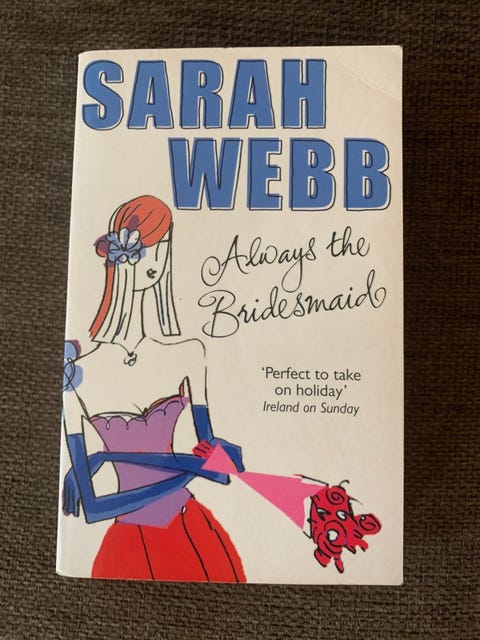 SARAH
WEBB
Always the
Bridesmaid
‘Perfect to take
on holiday’
Ireland on Sunday